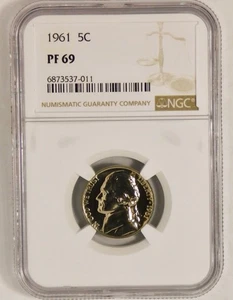 1961 5C
PF 69
6873537-011
NUMISMATIC GUARANTY COMPANY
NGC